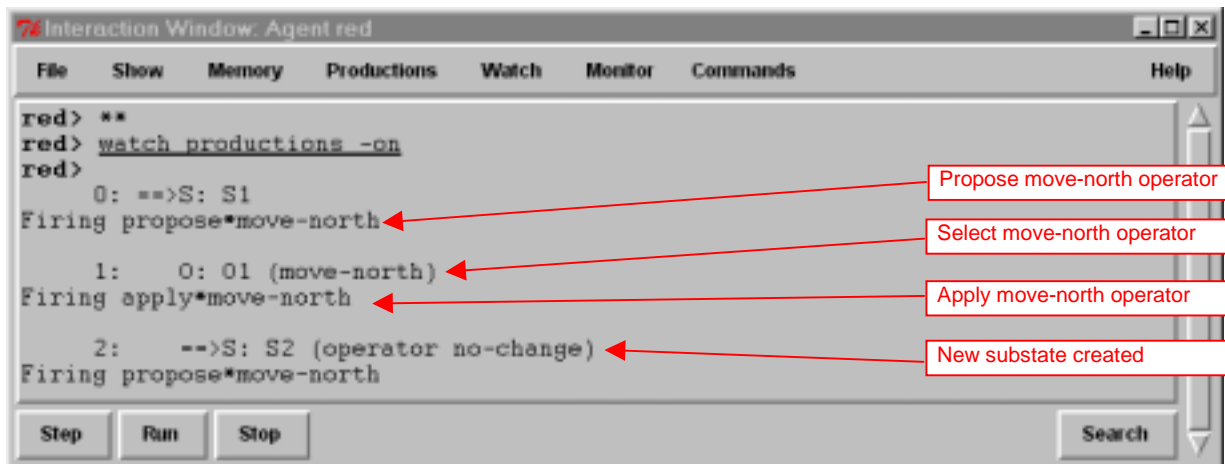 Interaction Window: Agent red
File Show Memory Productions Watch Monitor Commands Help
red> **
red> watch productions -on
red>
0: ==>S: S1
Firing propose*move-north
1: O: O1 (move-north)
Firing apply*move-north
2: ==>S: S2 (operator no-change)
Firing propose*move-north
Propose move-north operator
Select move-north operator
Apply move-north operator
New substate created
Step Run Stop Search